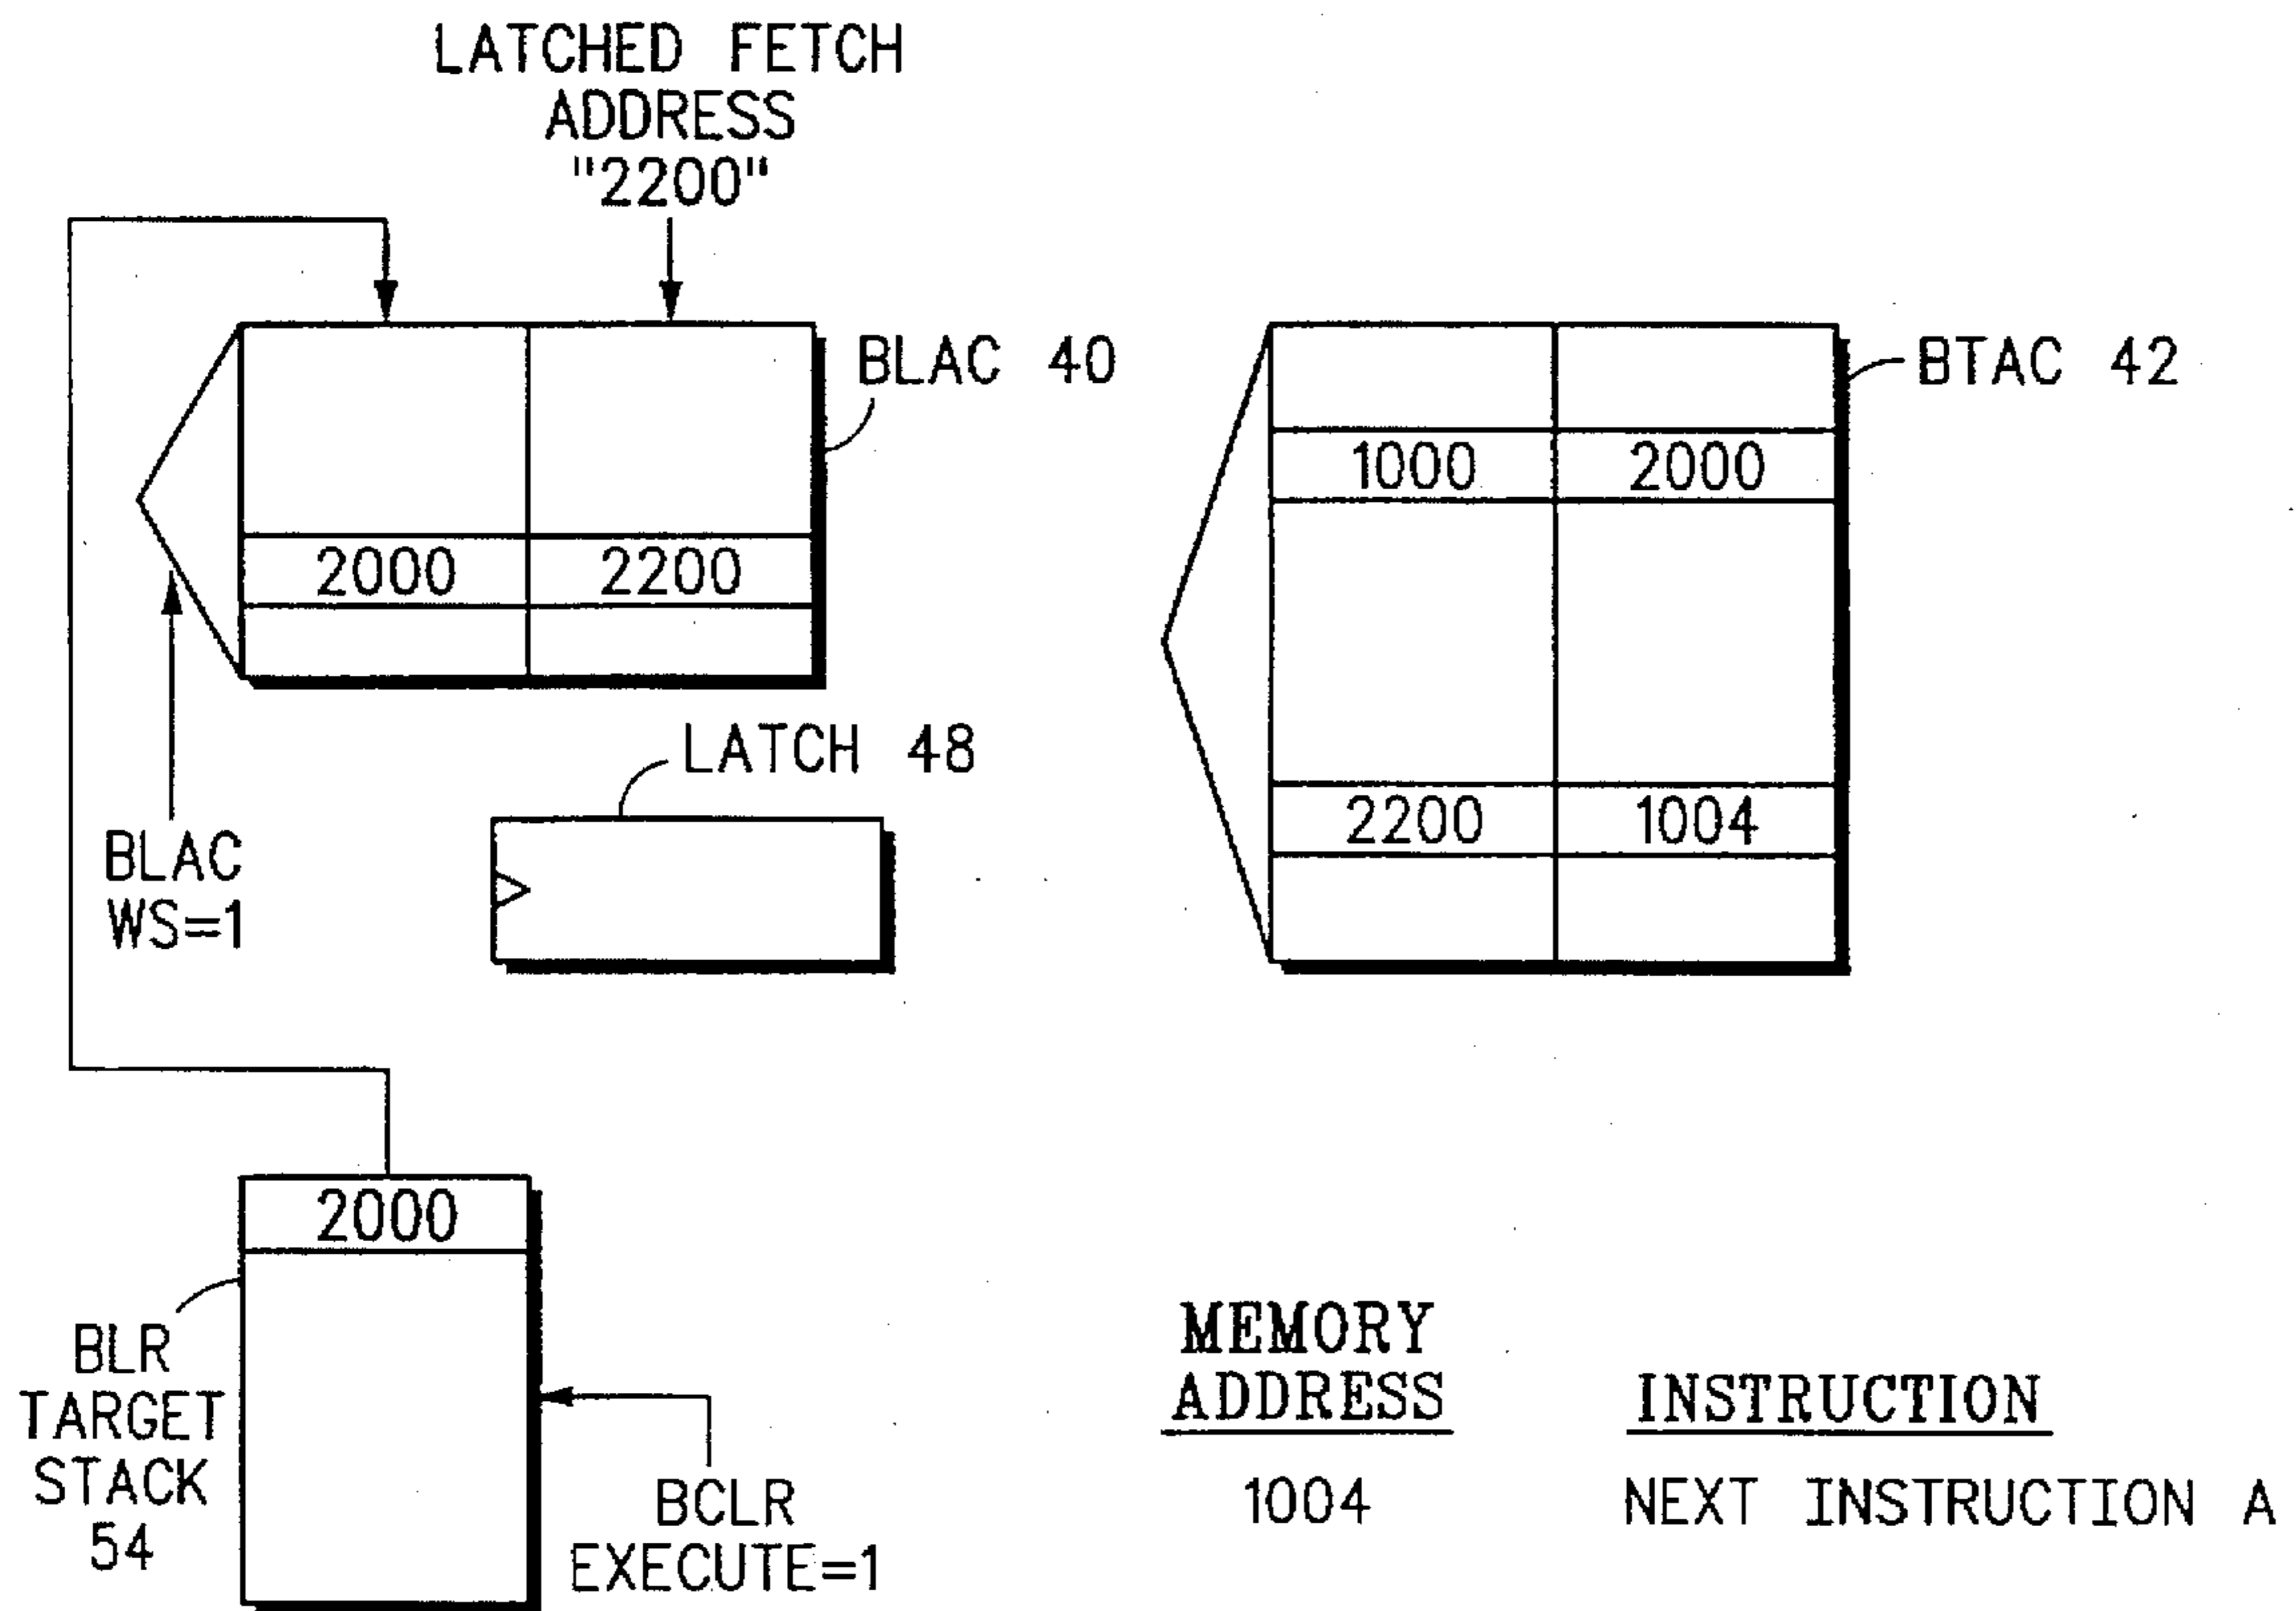 LATCHED FETCH
ADDRESS
"2200"
BLAC 40
2000 2200
BLAC
WS=1
LATCH 48
BTAC 42
1000 2000
2200 1004
2000
BLR
TARGET
STACK
54
BCLR
EXECUTE=1
MEMORY
ADDRESS
INSTRUCTION
1004
NEXT INSTRUCTION A